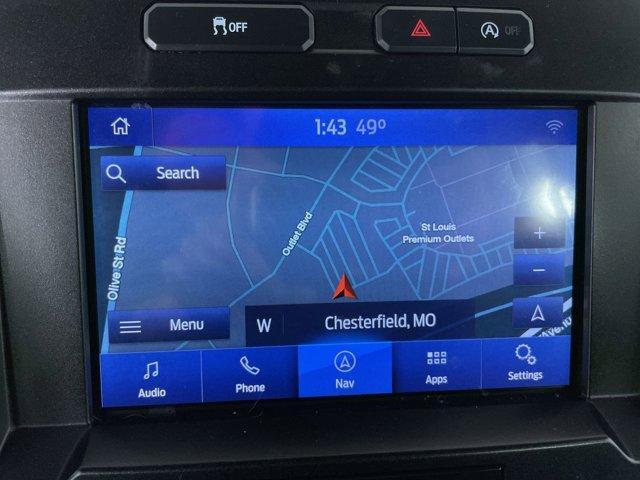 OFF
A OFF
1:43 49°
Search
St Louis
Premium Outlets
Outlet Blvd
Olive St Rd
+
−
Menu
W Chesterfield, MO
Audio
Phone
Nav
Apps
Settings